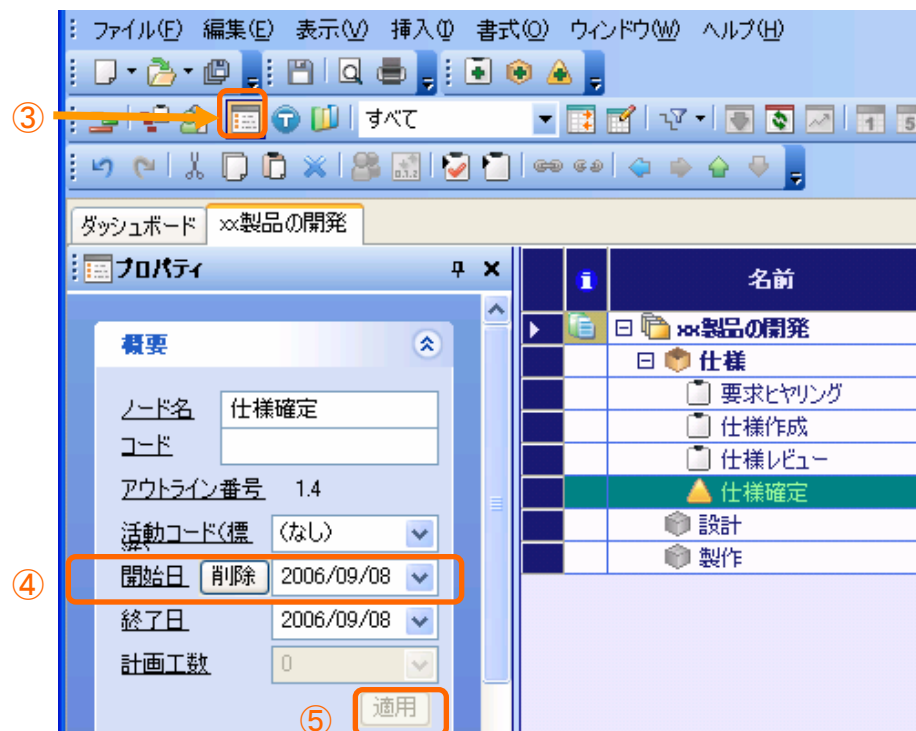 ファイル(F) 編集(E) 表示(V) 挿入(I) 書式(O) ウィンドウ(W) ヘルプ(H)
③
すべて
1 5
0.1.2
ダッシュボード xx製品の開発
プロパティ
i 名前
概要
xx製品の開発
仕様
ノード名 仕様確定
要求ヒヤリング
コード
仕様作成
仕様レビュー
アウトライン番号 1.4
仕様確定
活動コード(標 (なし)
設計
④ 開始日 削除 2006/09/08
製作
終了日 2006/09/08
計画工数 0
⑤ 適用